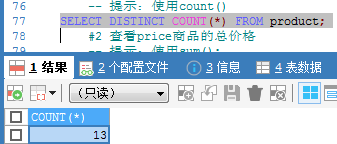 76 -- 提示：使用count()
77 SELECT DISTINCT COUNT(*) FROM product;
78 #2 查看price商品的总价格
79 -- 提示：使用sum();
1 结果 2 个配置文件 3 信息 4 表数据
（只读）
COUNT(*)
13